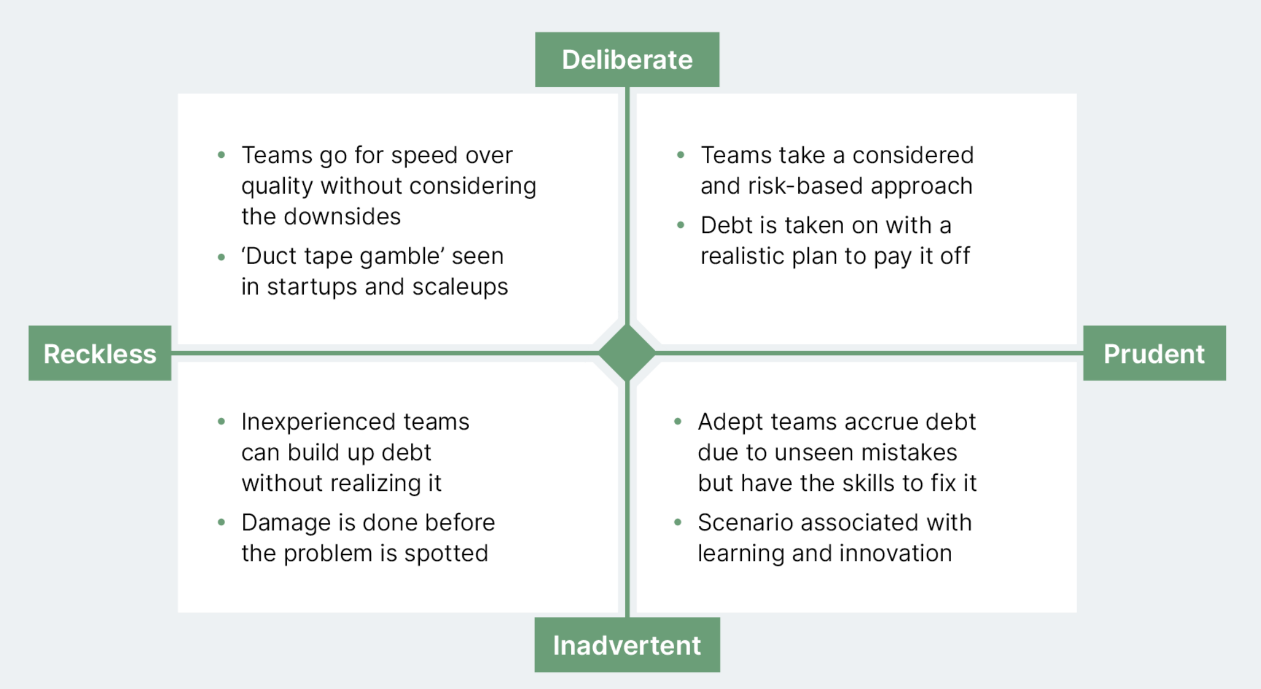 Deliberate
• Teams go for speed over
quality without considering
the downsides
• ‘Duct tape gamble’ seen
in startups and scaleups
• Teams take a considered
and risk-based approach
• Debt is taken on with a
realistic plan to pay it off
Reckless
Prudent
• Inexperienced teams
can build up debt
without realizing it
• Damage is done before
the problem is spotted
• Adept teams accrue debt
due to unseen mistakes
but have the skills to fix it
• Scenario associated with
learning and innovation
Inadvertent